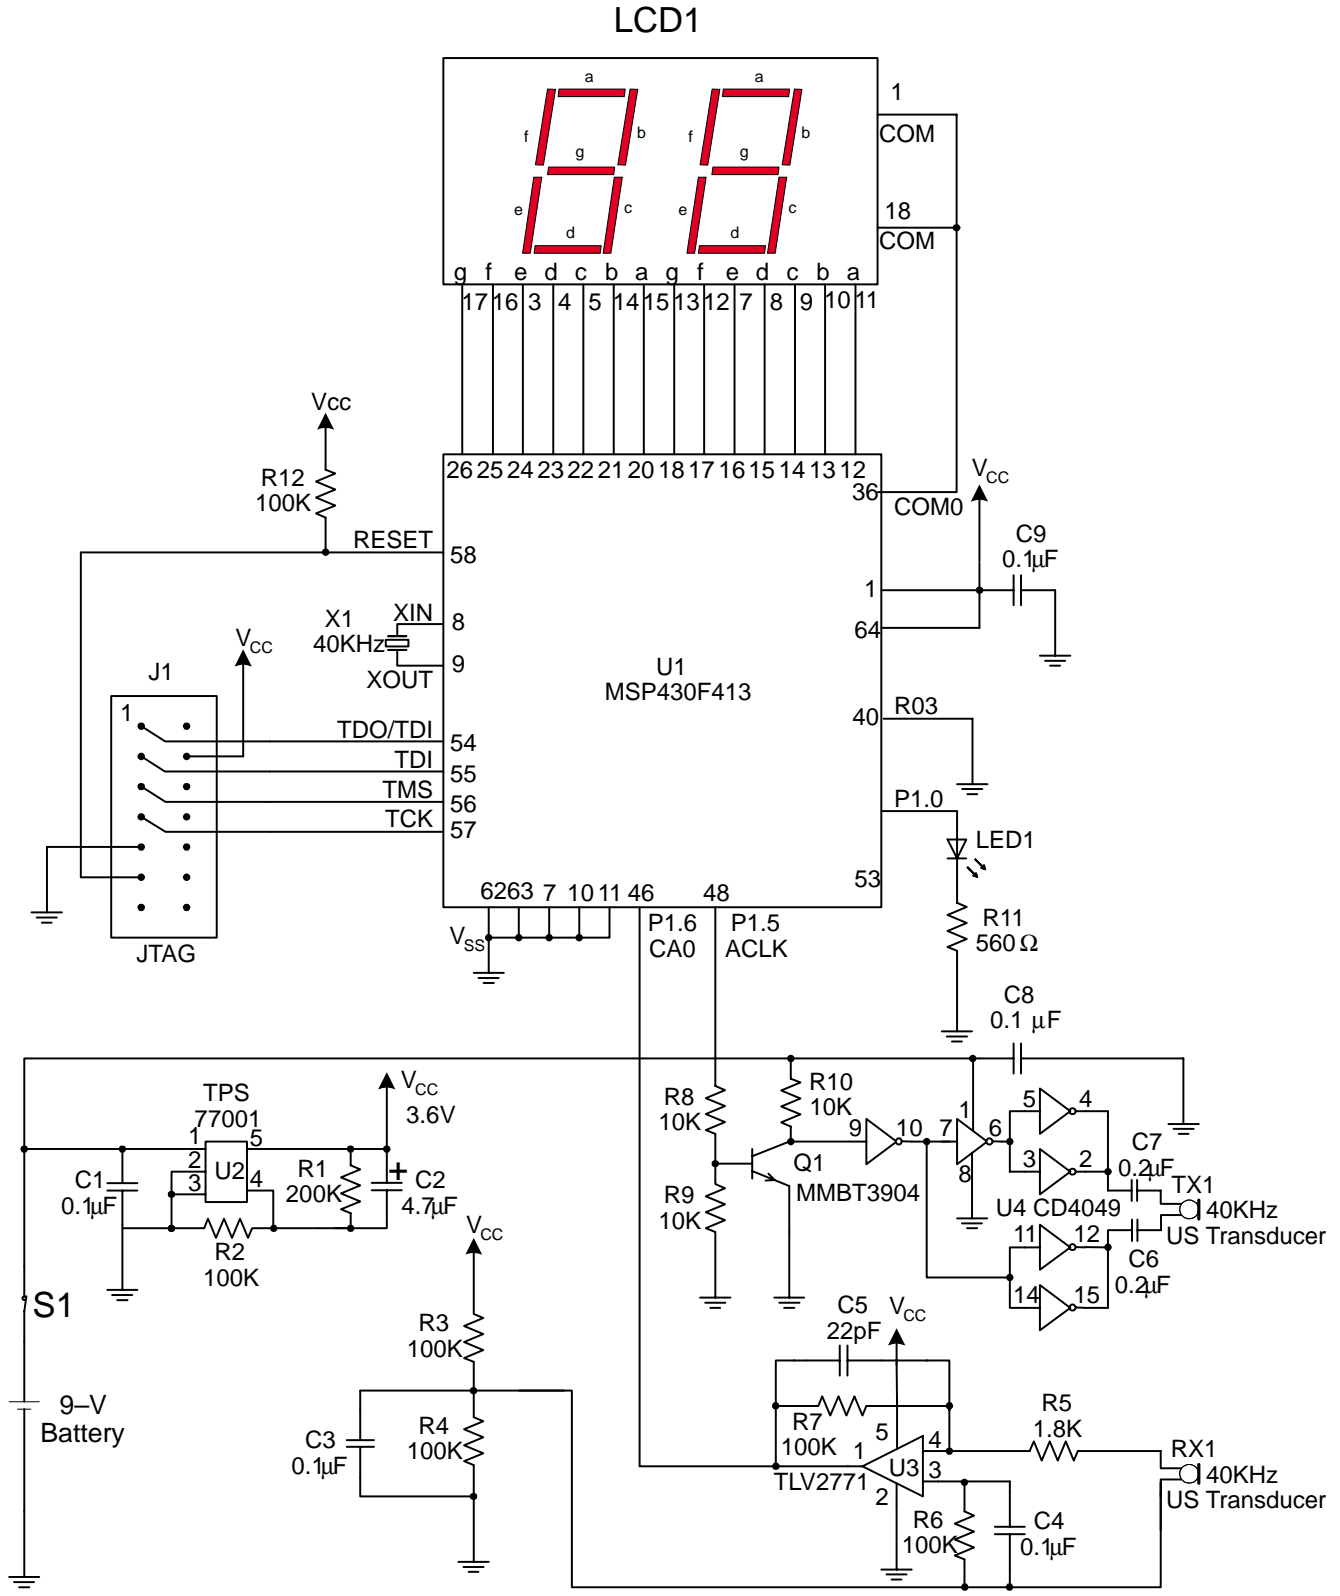 LCD1
a a 1
f b f b COM
g g
e c e c 18
d d COM
g f e d c b a g f e d c b a
17 16 3 4 5 14 15 13 12 7 8 9 10 11
Vcc
R12
100K
26 25 24 23 22 21 20 18 17 16 15 14 13 12
36 COM0
VCC
RESET 58
C9
0.1µF
1
64
X1
40KHz
XIN 8
XOUT 9
U1
MSP430F413
VCC
J1
1
TDO/TDI 54
TDI 55
TMS 56
TCK 57
JTAG
40 R03
P1.0
LED1
53
R11
560 Ω
62 63 7 10 11 46 48
VSS
P1.6
CA0
P1.5
ACLK
C8
0.1 µF
TPS
77001
VCC
3.6V
1 5
2
3 4
U2
C1
0.1µF
R1
200K
C2
4.7µF
+
R2
100K
R8
10K
R10
10K
R9
10K
Q1
MMBT3904
9 10 7 1 6 8
5 4
3 2
C7
0.2µF
TX1
40KHz
US Transducer
U4 CD4049
11 12
14 15
C6
0.2µF
S1
9–V
Battery
VCC
R3
100K
R4
100K
C3
0.1µF
C5
22pF
VCC
R7
100K
5
1 4
U3 3
2
TLV2771
R5
1.8K
RX1
40KHz
US Transducer
R6
100K
C4
0.1µF